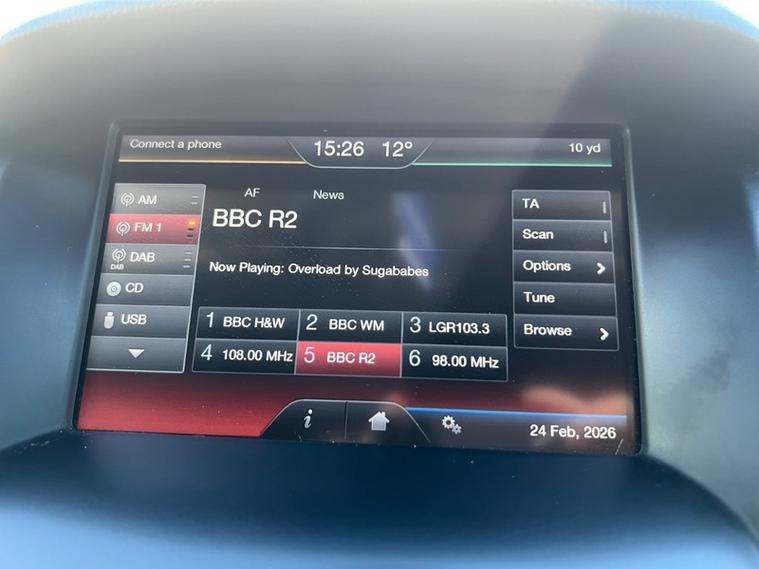 Connect a phone
15:26 12°
10 yd
AM
FM 1
DAB
DAB
CD
USB
AF News
BBC R2
Now Playing: Overload by Sugababes
1 BBC H&W 2 BBC WM 3 LGR103.3
4 108.00 MHz 5 BBC R2 6 98.00 MHz
TA
Scan
Options
Tune
Browse
i
24 Feb, 2026